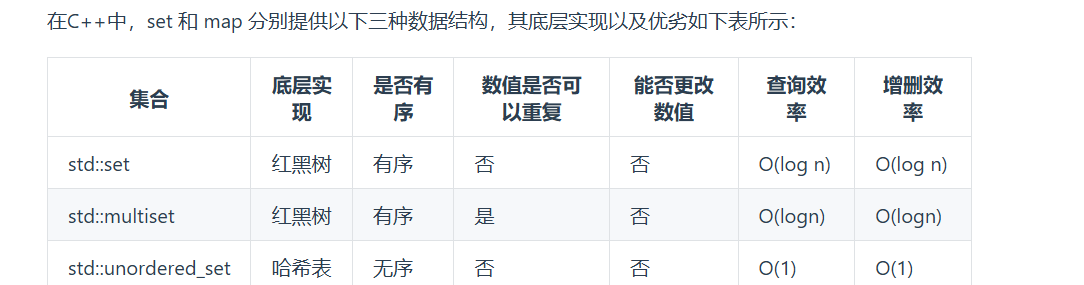 在C++中，set 和 map 分别提供以下三种数据结构，其底层实现以及优劣如下表所示：
集合 底层实现 是否有序 数值是否可以重复 能否更改数值 查询效率 增删效率
std::set 红黑树 有序 否 否 O(log n) O(log n)
std::multiset 红黑树 有序 是 否 O(logn) O(logn)
std::unordered_set 哈希表 无序 否 否 O(1) O(1)